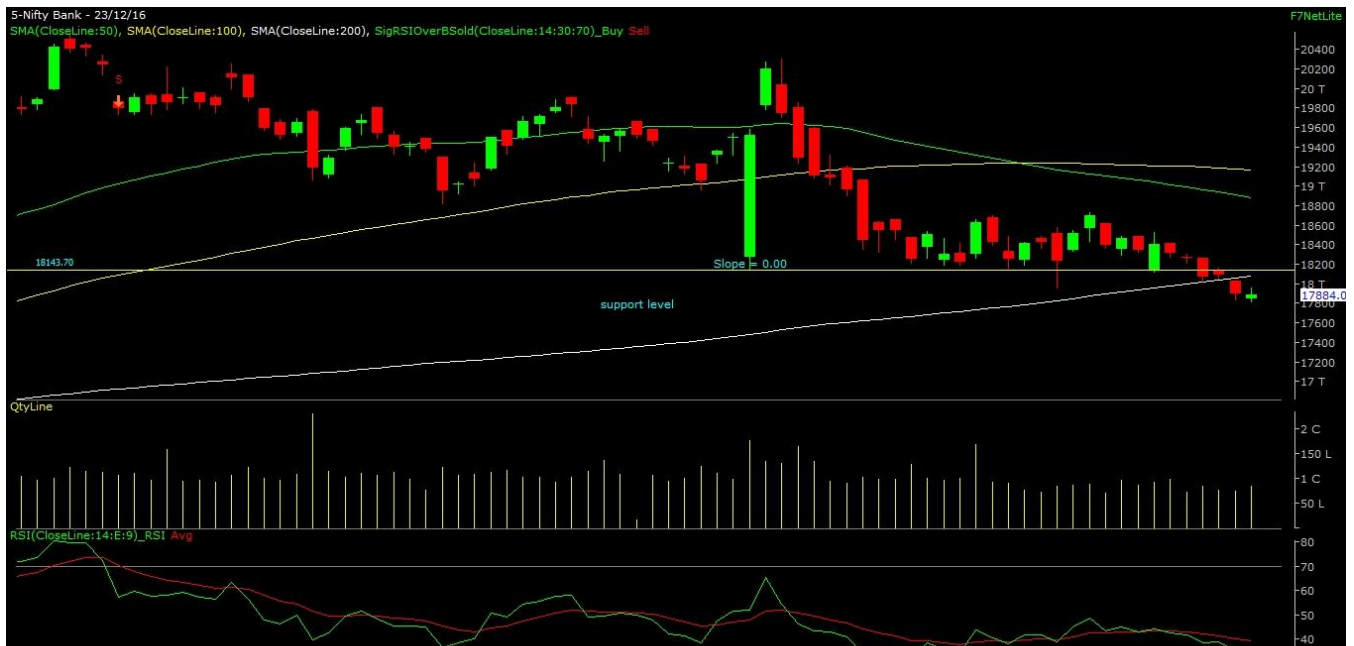 5-Nifty Bank - 23/12/16
F7NetLite
SMA(CloseLine:50), SMA(CloseLine:100), SMA(CloseLine:200), SigRSIOverBSold(CloseLine:14:30:70)_Buy Sell
20400
20200
S
20 T
19800
19600
19400
19200
19 T
18800
18600
18400
18143.70
Slope = 0.00
18200
18 T
17884.0
17800
support level
17600
17400
17200
17 T
QtyLine
2 C
150 L
1 C
50 L
RSI(CloseLine:14:E:9)_RSI Avg
80
70
60
50
40